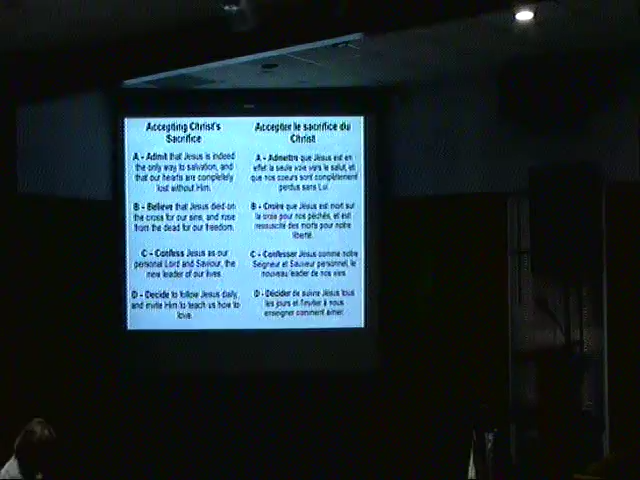 Accepting Christ's
Sacrifice
A - Admit that Jesus is indeed
the only way to salvation, and
that our hearts are completely
lost without Him.
B - Believe that Jesus died on
the cross for our sins, and rose
from the dead for our freedom.
C - Confess Jesus as our
personal Lord and Saviour, the
new leader of our lives.
D - Decide to follow Jesus daily,
and invite Him to teach us how to
love.
Accepter le sacrifice du
Christ
A - Admettre que Jésus est en
effet la seule voie vers le salut, et
que nos coeurs sont complètement
perdus sans Lui.
B - Croire que Jésus est mort sur
la croix pour nos péchés, et est
ressuscité des morts pour notre
liberté.
C - Confesser Jésus comme notre
Seigneur et Sauveur personnel, le
nouveau leader de nos vies.
D - Décider de suivre Jésus tous
les jours et l'inviter à nous
enseigner comment aimer.